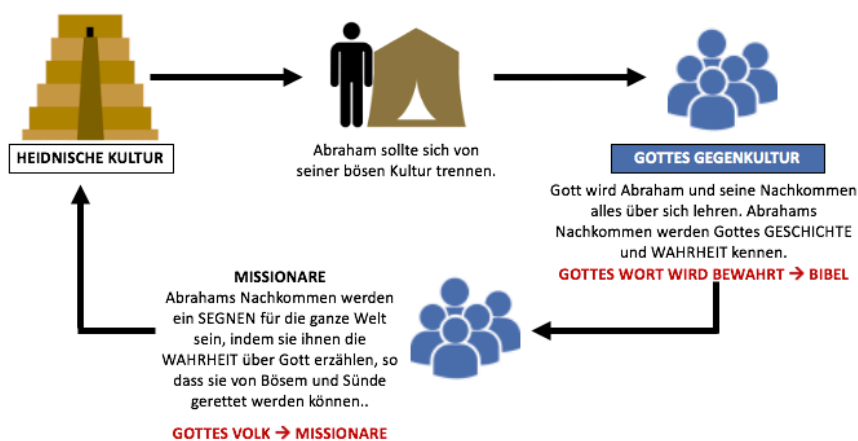 HEIDNISCHE KULTUR
Abraham sollte sich von
seiner bösen Kultur trennen.
GOTTES GEGENKULTUR
Gott wird Abraham und seine Nachkommen
alles über sich lehren. Abrahams
Nachkommen werden Gottes GESCHICHTE
und WAHRHEIT kennen.
GOTTES WORT WIRD BEWAHRT → BIBEL
MISSIONARE
Abrahams Nachkommen werden
ein SEGNEN für die ganze Welt
sein, indem sie ihnen die
WAHRHEIT über Gott erzählen, so
dass sie von Bösem und Sünde
gerettet werden können..
GOTTES VOLK → MISSIONARE